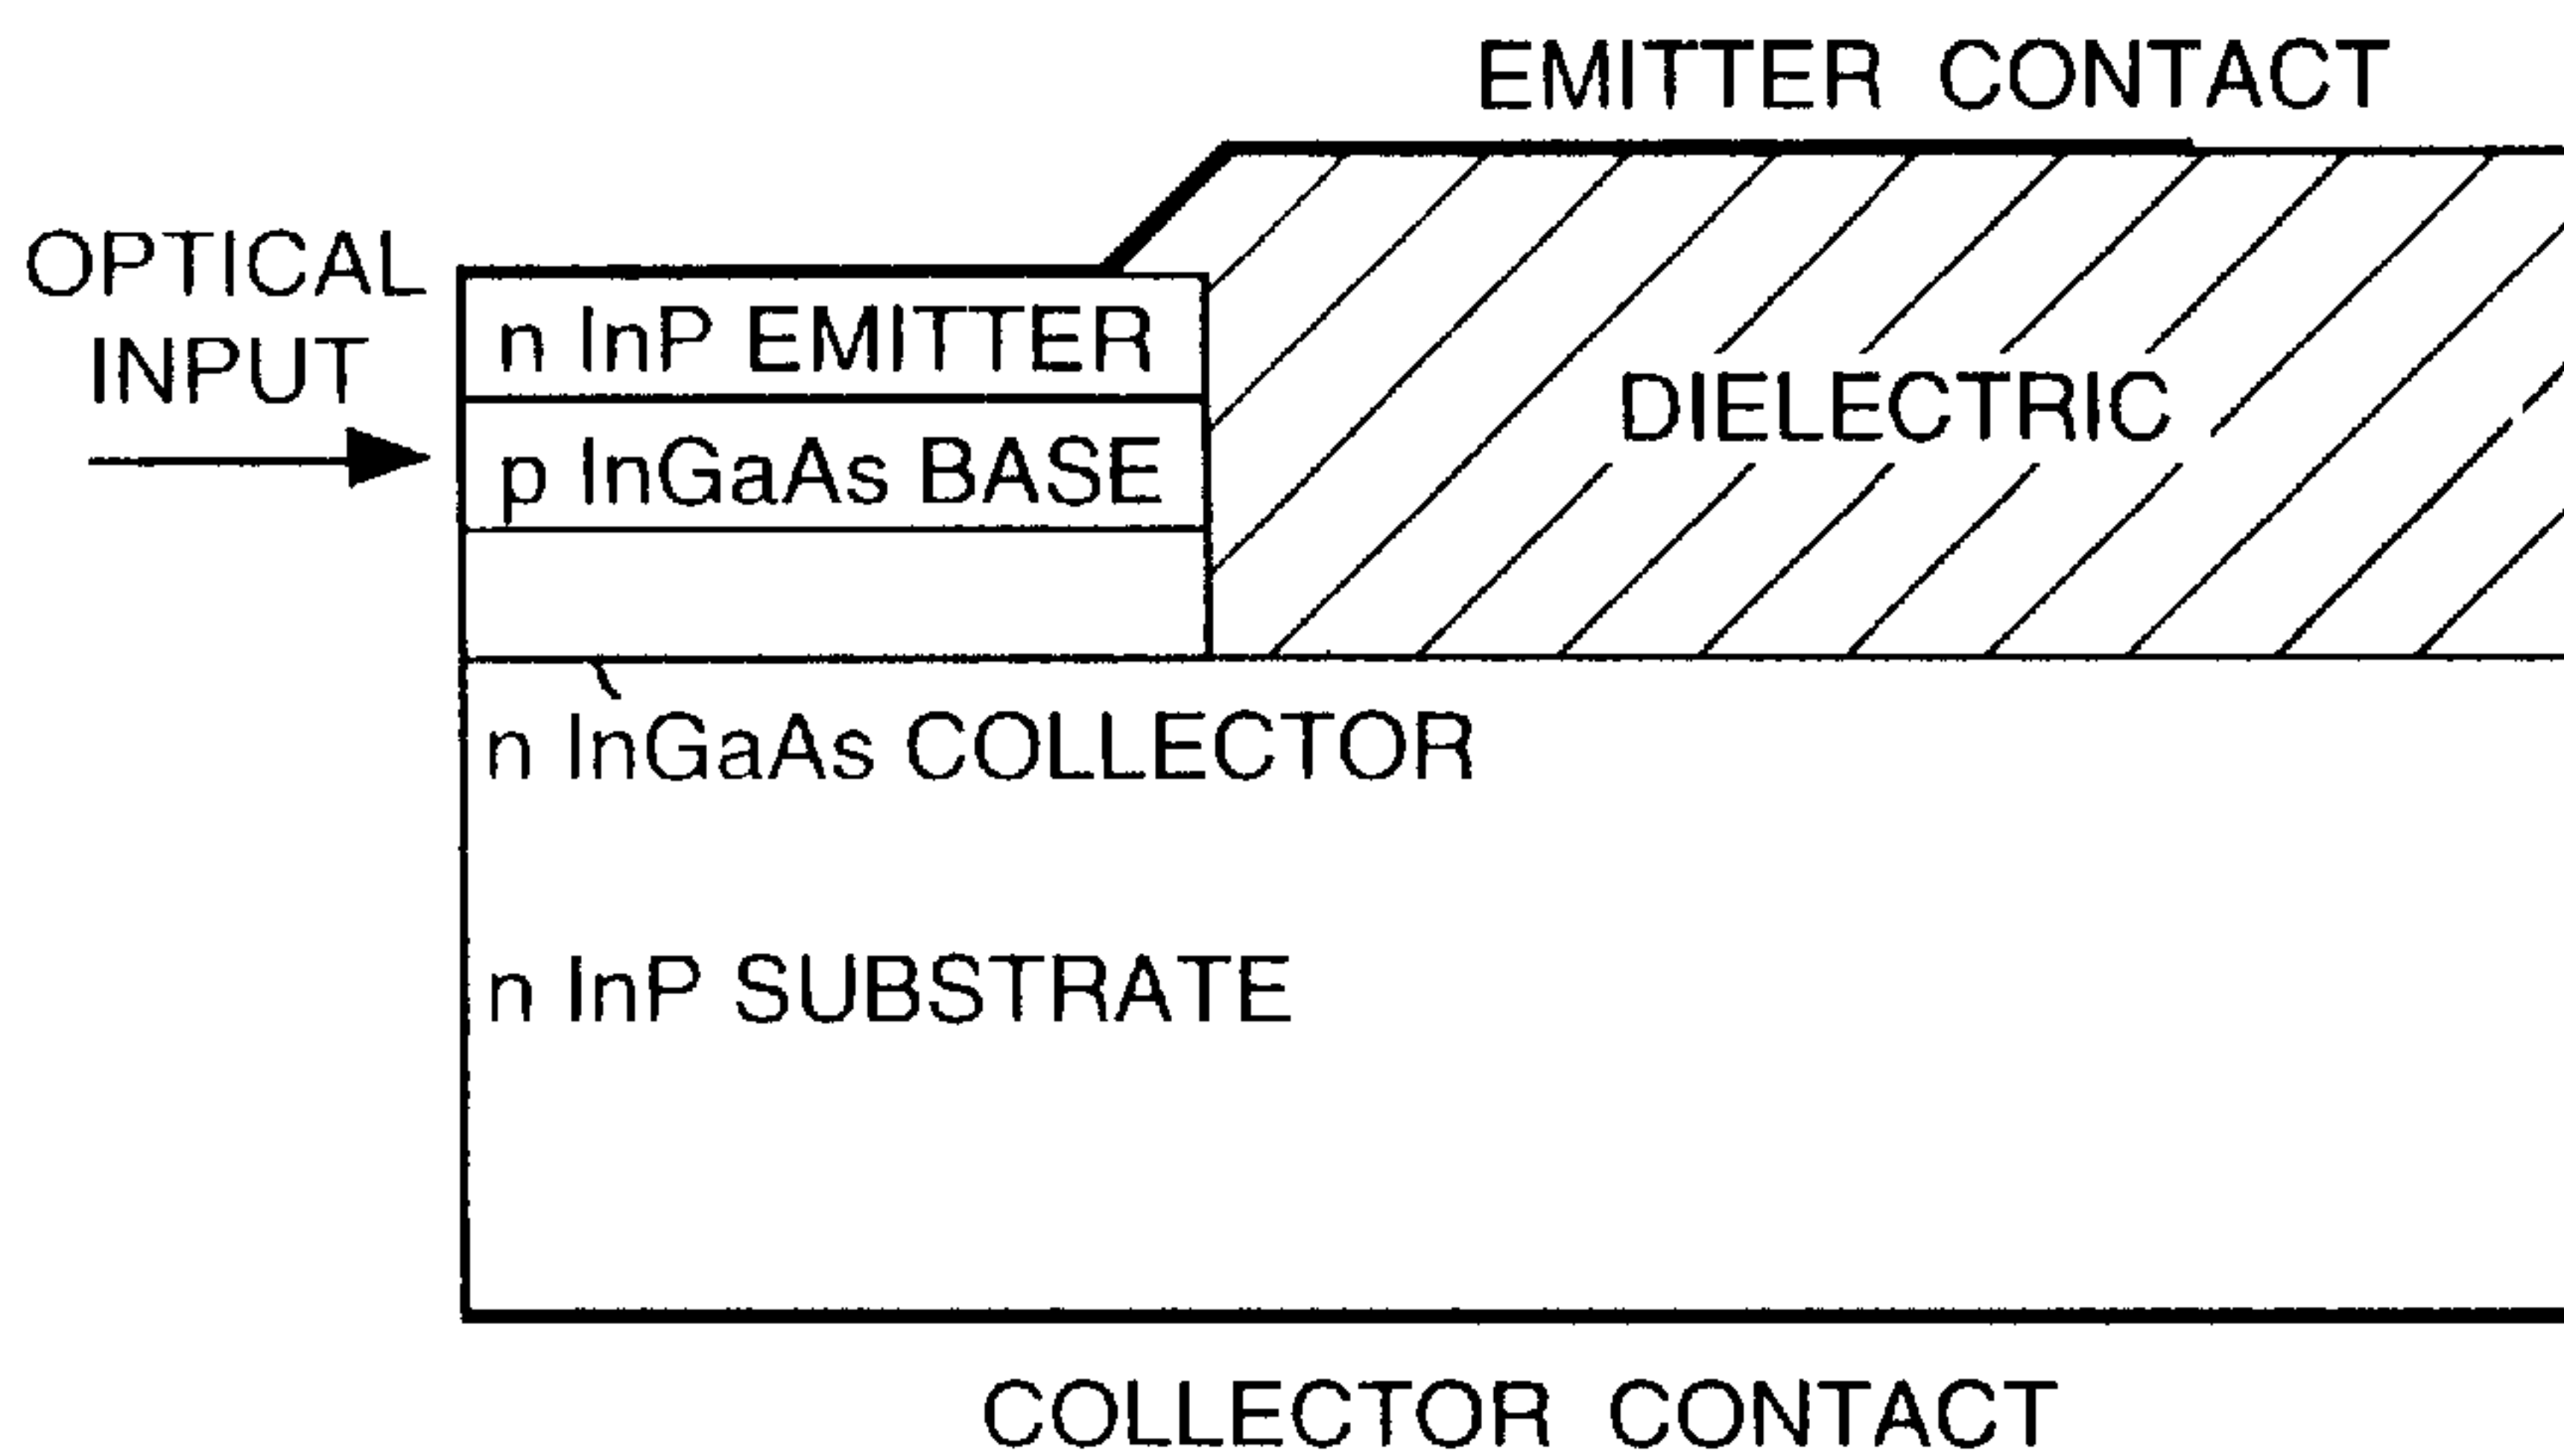 EMITTER CONTACT
OPTICAL
INPUT
n InP EMITTER
p InGaAs BASE
DIELECTRIC
n InGaAs COLLECTOR
n InP SUBSTRATE
COLLECTOR CONTACT